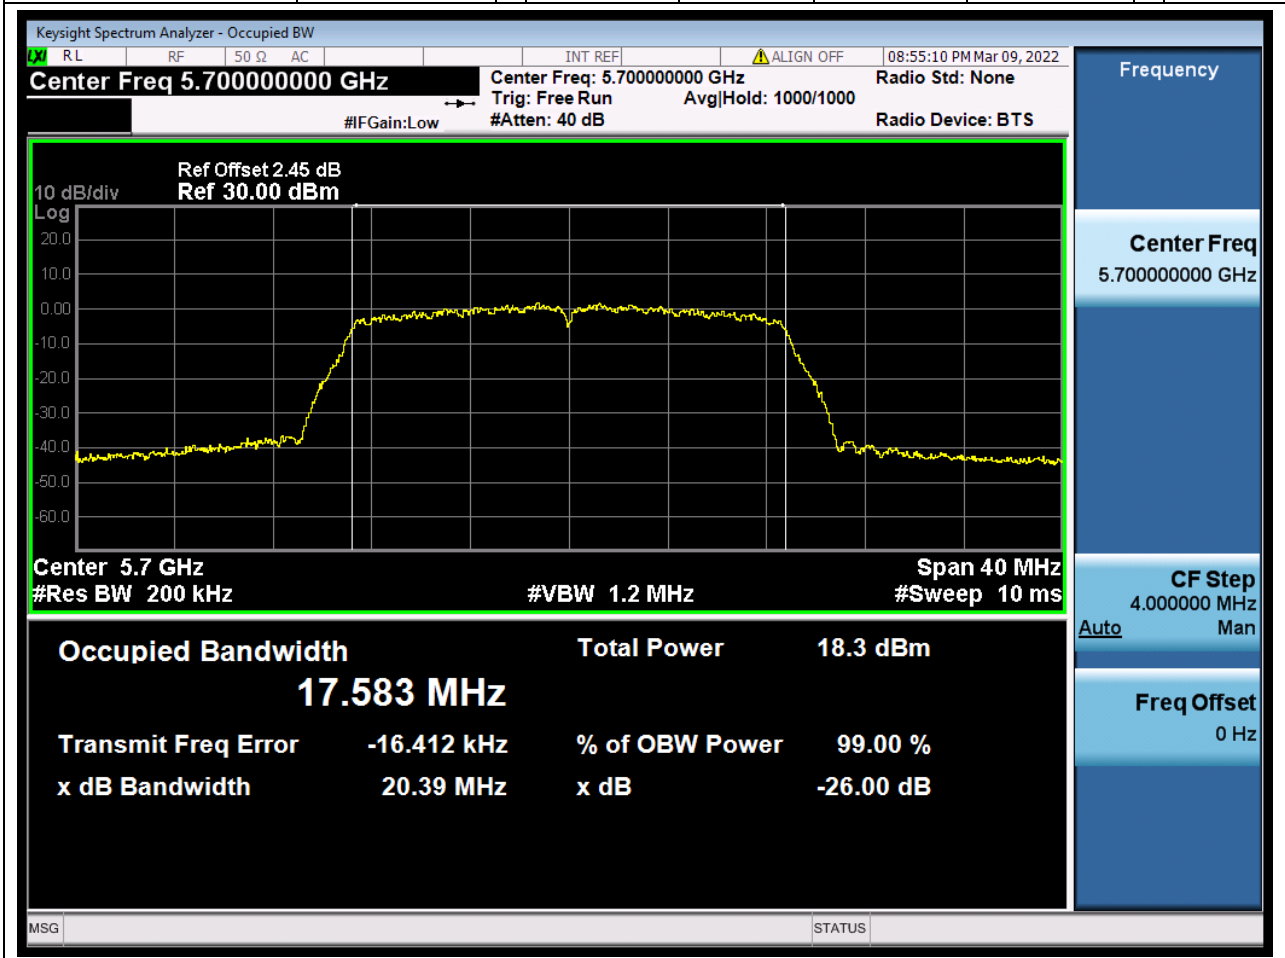 Keysight Spectrum Analyzer - Occupied BW
LXI RL RF 50 Ω AC INT REF ALIGN OFF 08:55:10 PM Mar 09, 2022
Center Freq 5.700000000 GHz Center Freq: 5.700000000 GHz Radio Std: None
Trig: Free Run Avg|Hold: 1000/1000
#IFGain:Low #Atten: 40 dB Radio Device: BTS
Ref Offset 2.45 dB
10 dB/div Ref 30.00 dBm
Log
20.0
10.0
0.00
-10.0
-20.0
-30.0
-40.0
-50.0
-60.0
Center 5.7 GHz Span 40 MHz
#Res BW 200 kHz #VBW 1.2 MHz #Sweep 10 ms
Occupied Bandwidth Total Power 18.3 dBm
17.583 MHz
Transmit Freq Error -16.412 kHz % of OBW Power 99.00 %
x dB Bandwidth 20.39 MHz x dB -26.00 dB
Frequency
Center Freq
5.700000000 GHz
CF Step
4.000000 MHz
Auto Man
Freq Offset
0 Hz
MSG STATUS